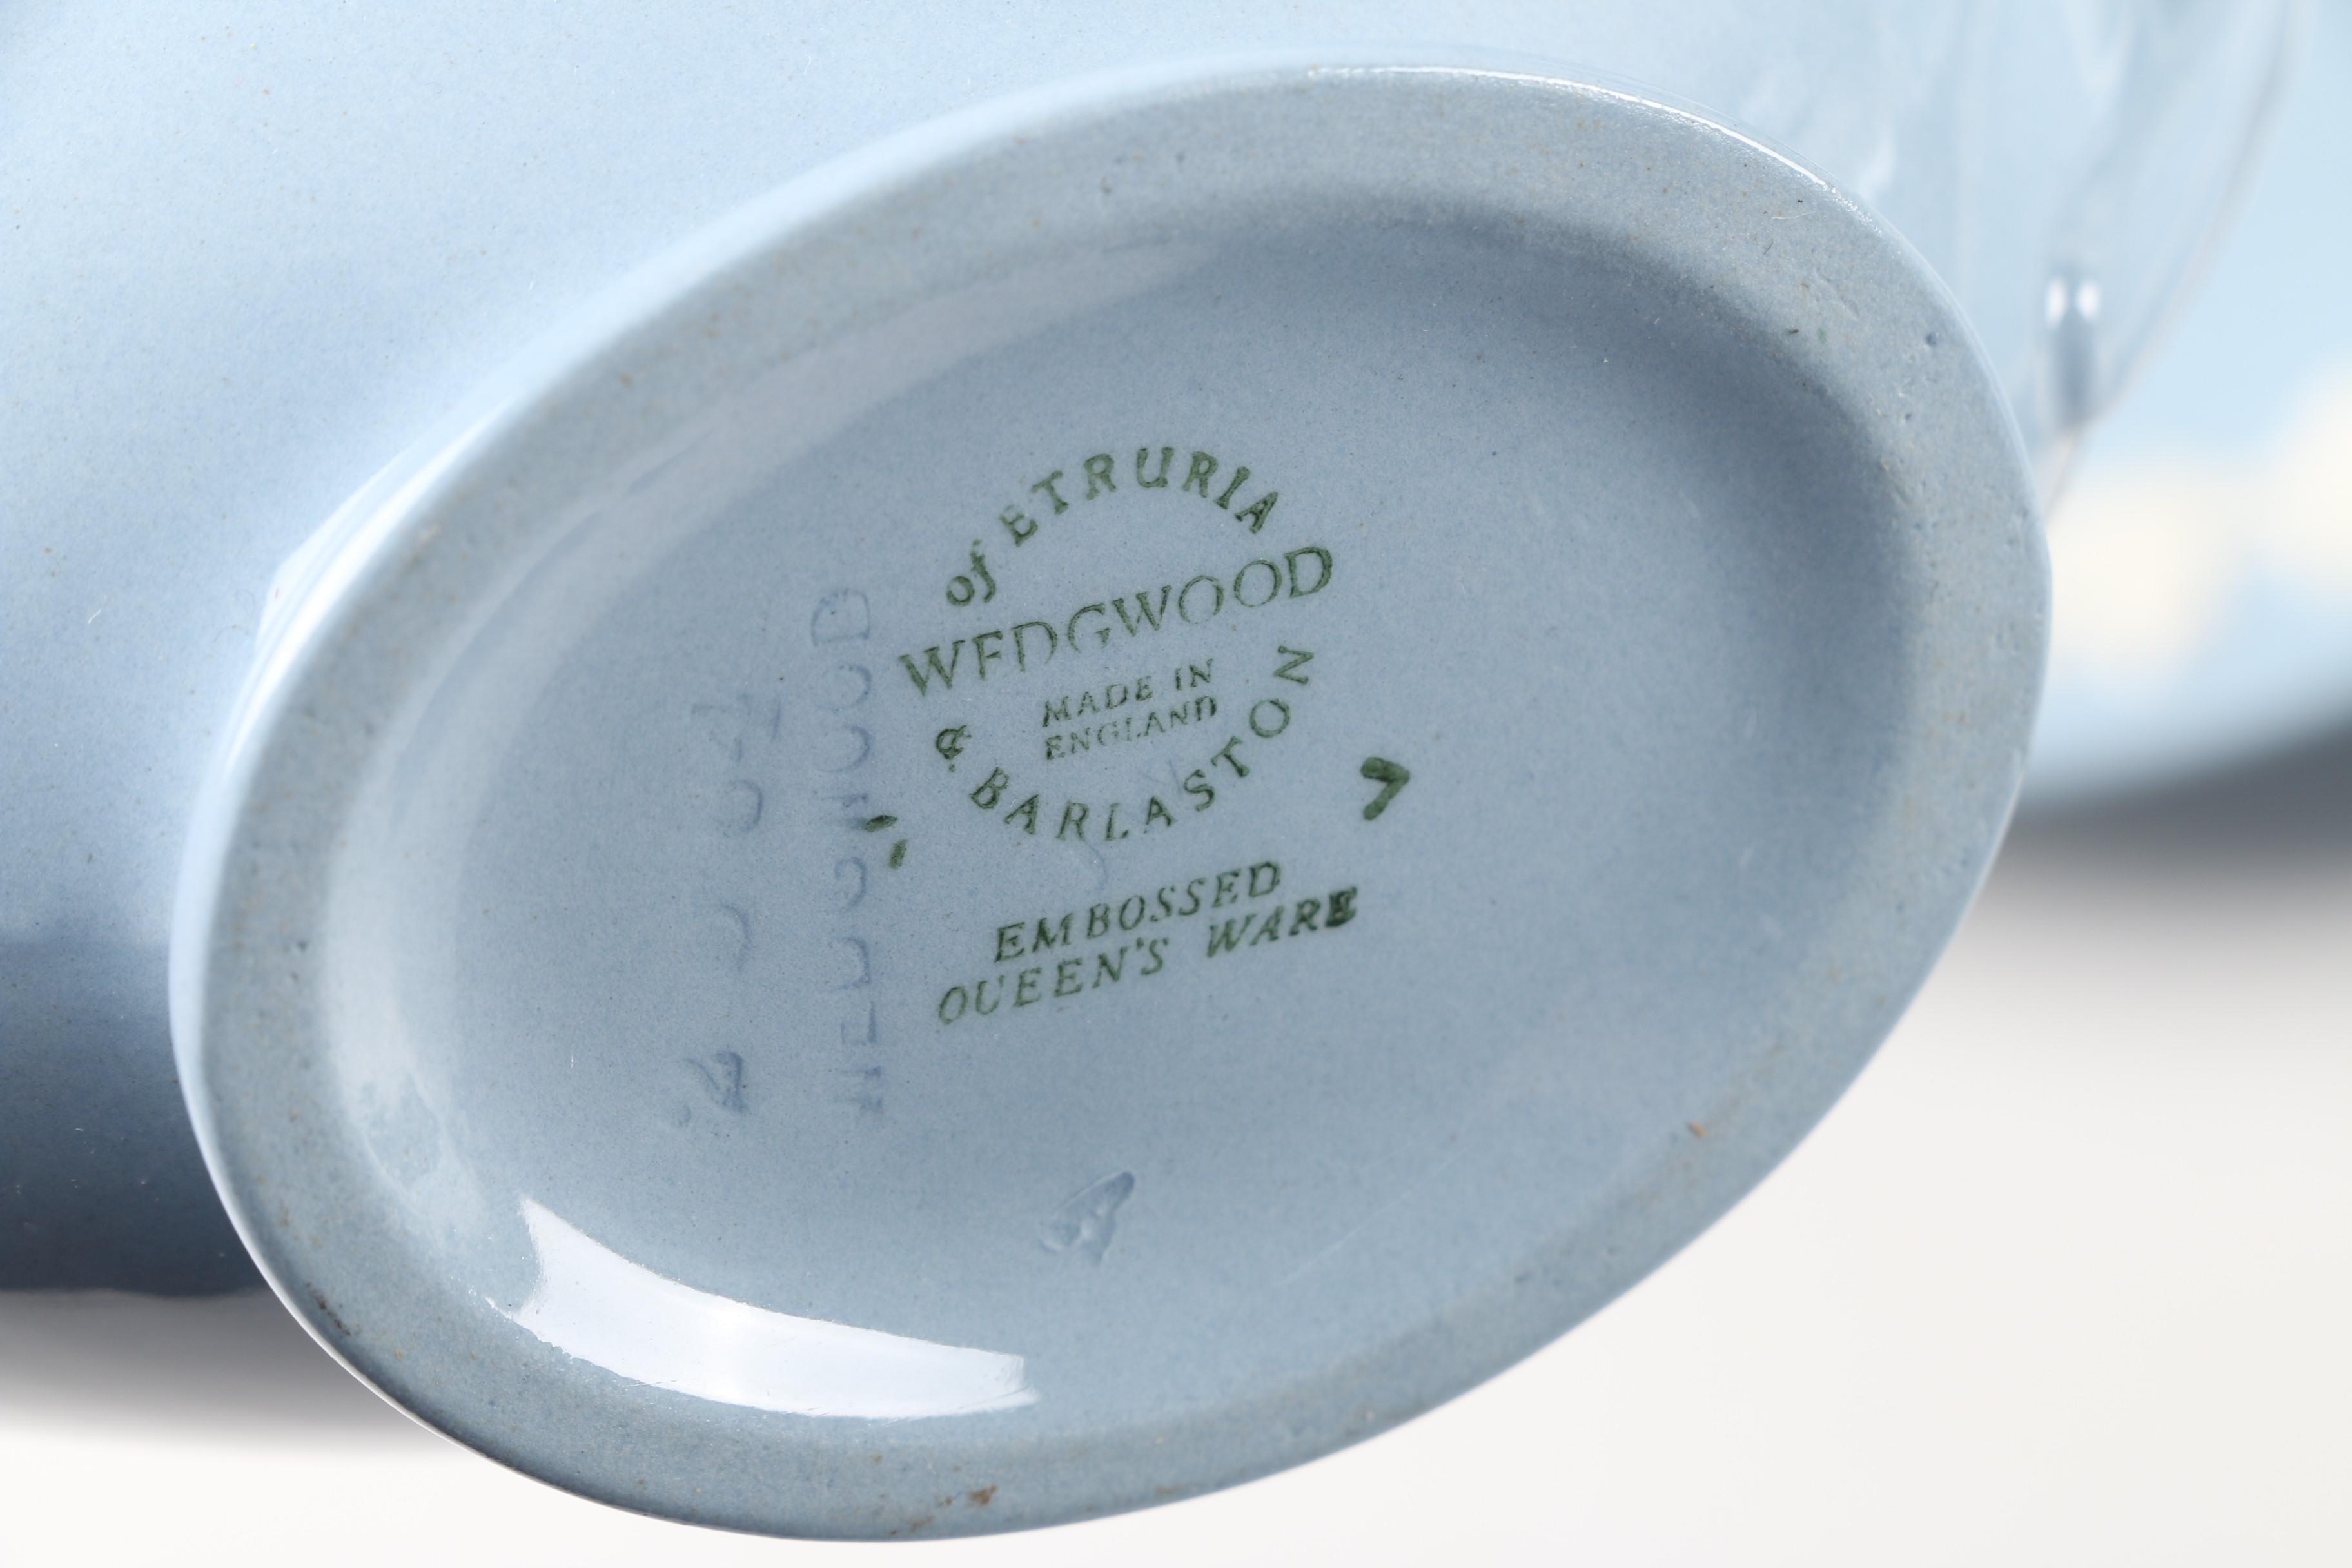 of ETRURIA
WEDGWOOD
MADE IN
ENGLAND
& BARLASTON
EMBOSSED
QUEEN'S WARE
WEDGWOOD